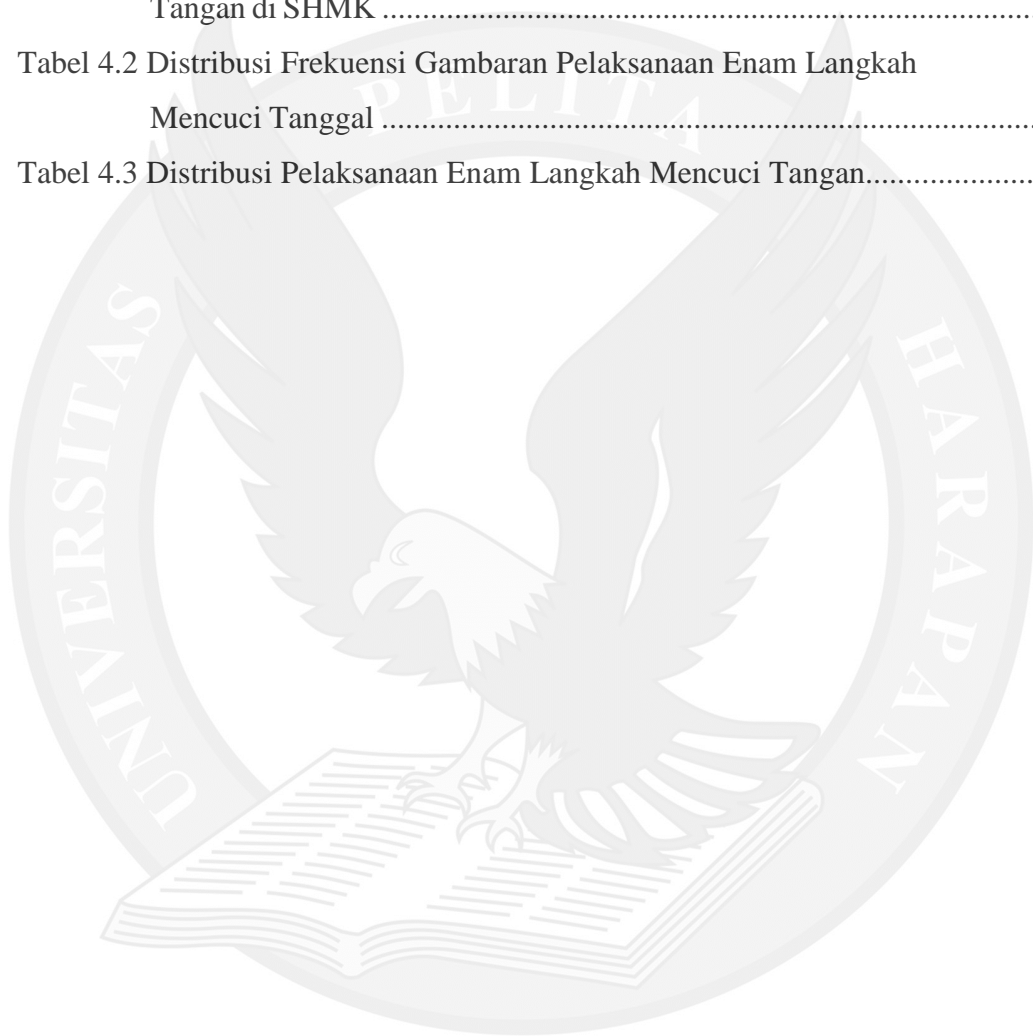 Tangan di SHMK ..........................................................................
Tabel 4.2 Distribusi Frekuensi Gambaran Pelaksanaan Enam Langkah
Mencuci Tanggal ..........................................................................
Tabel 4.3 Distribusi Pelaksanaan Enam Langkah Mencuci Tangan.....................
UNIVERSITAS PELITA HARAPAN